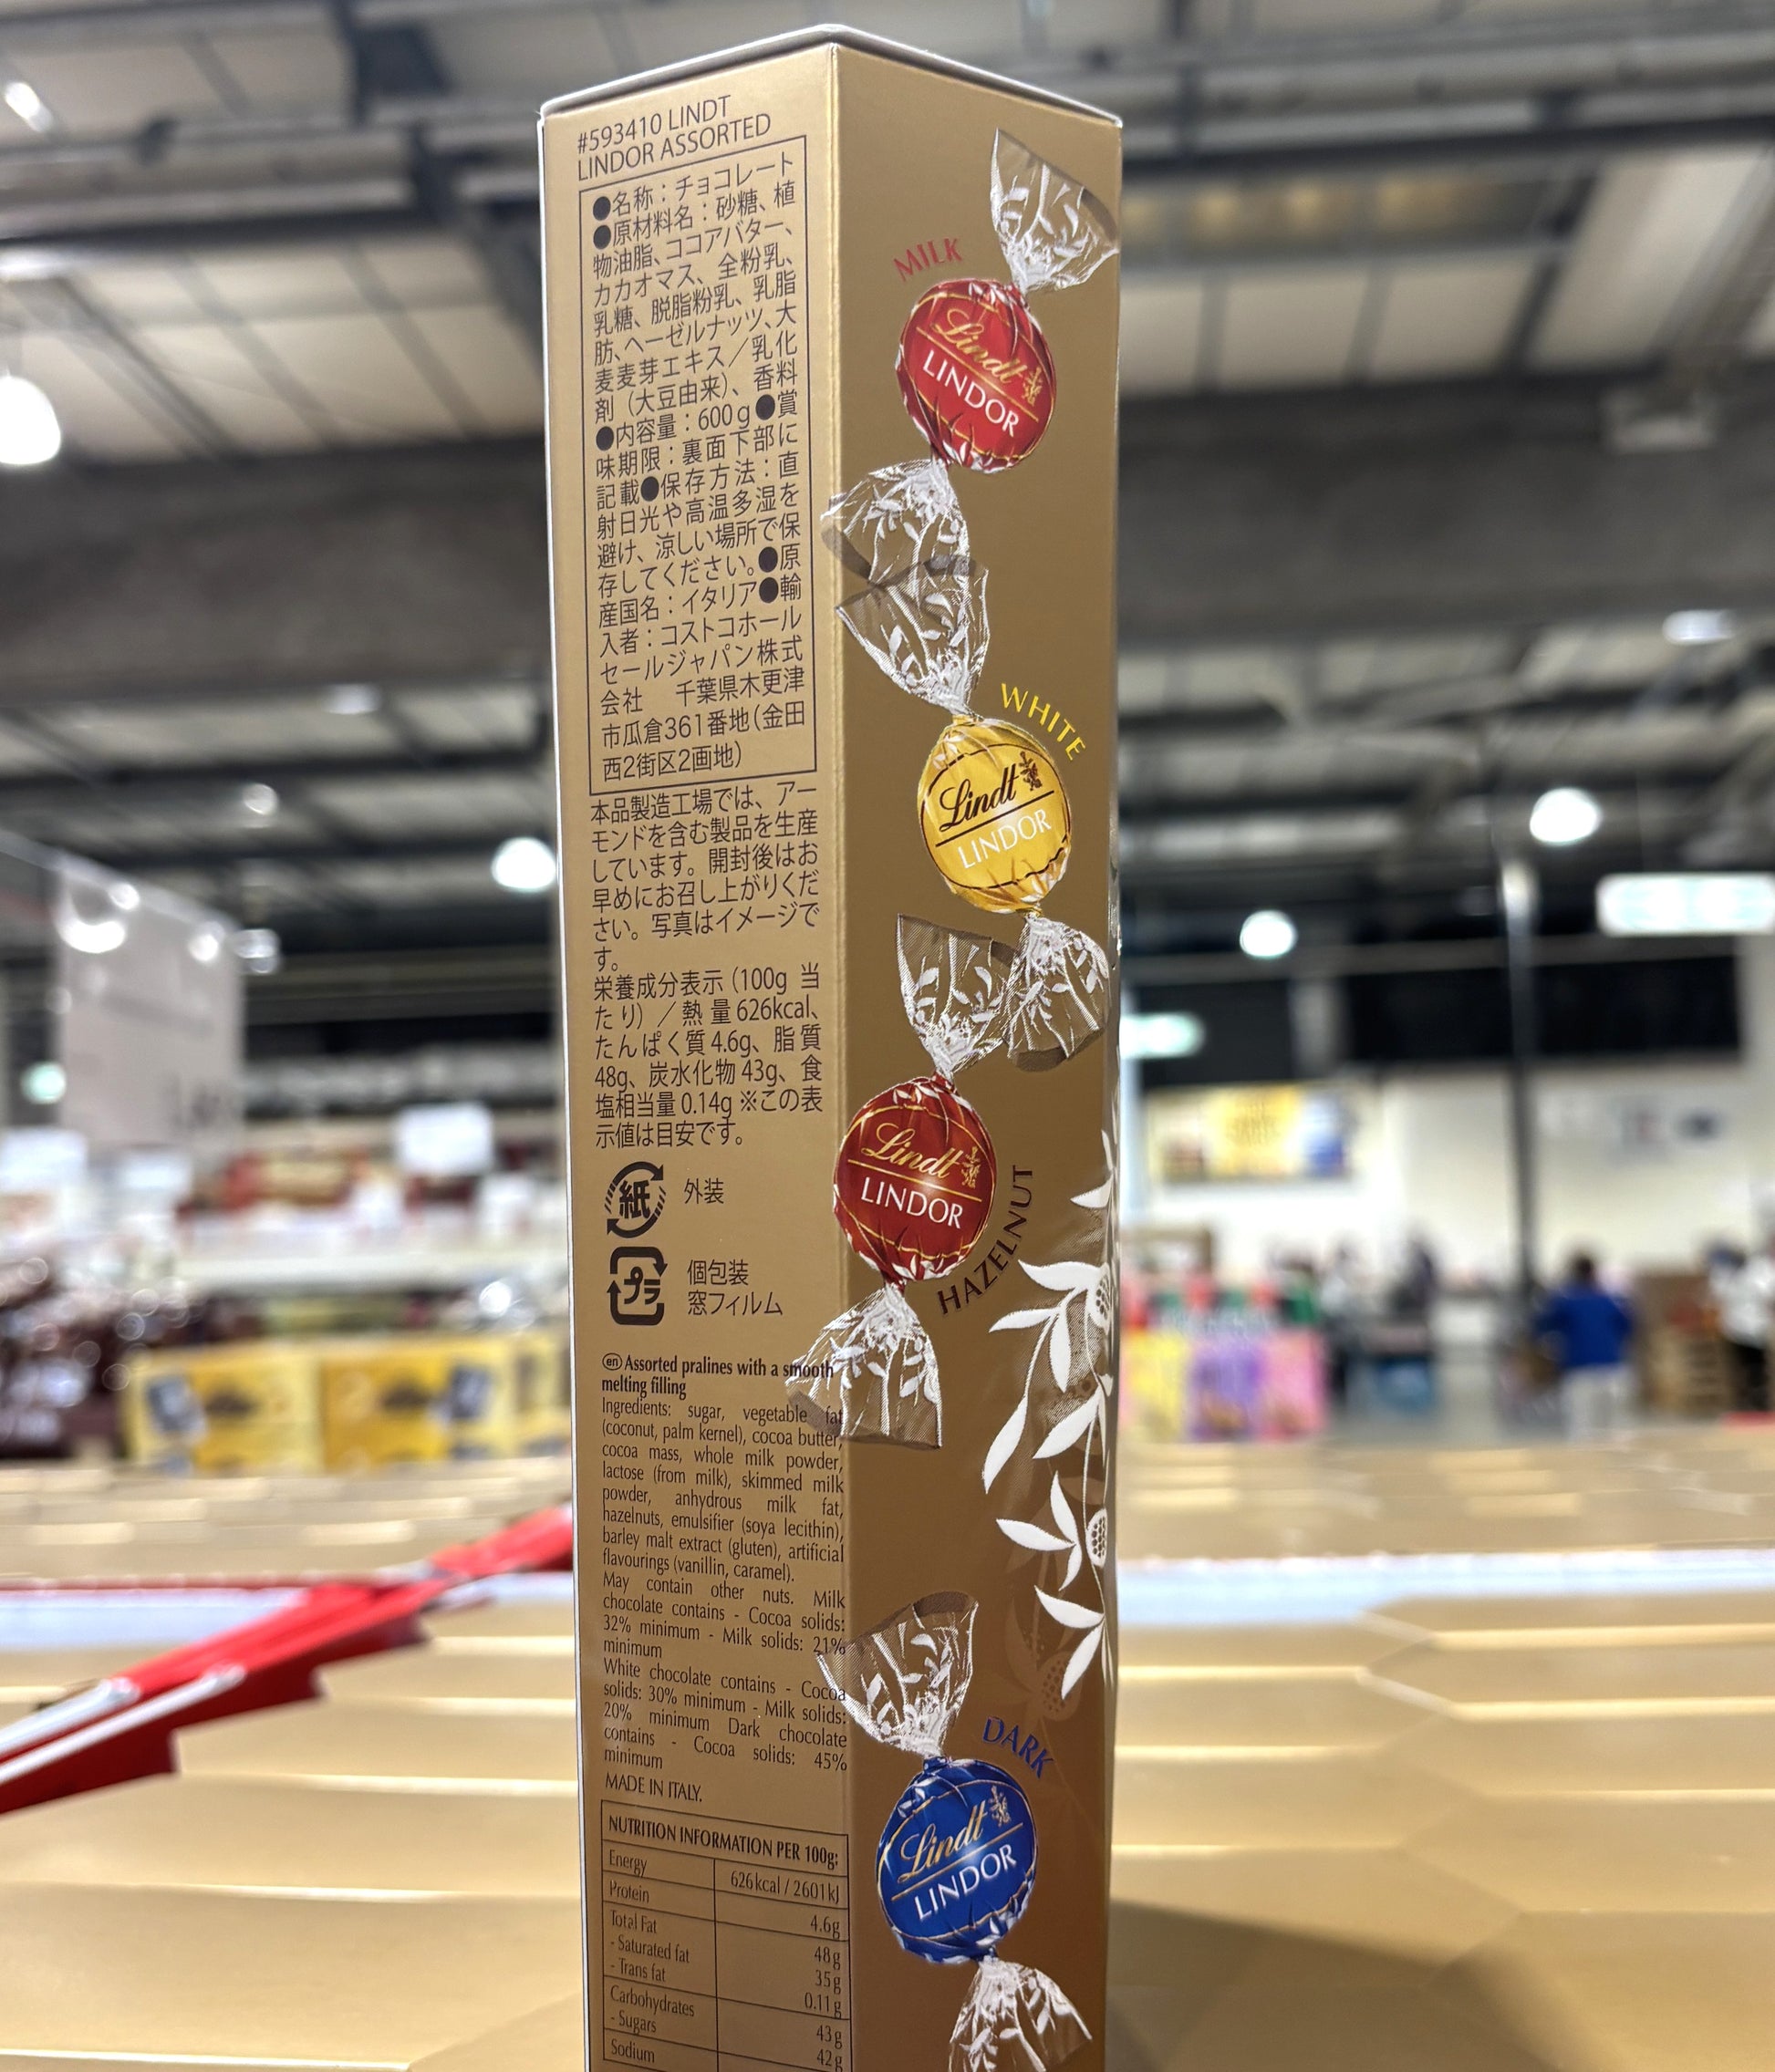 #593410 LINDT
LINDOR ASSORTED
●名称：チョコレート
●原材料名：砂糖、植
物油脂、ココアバター、
カカオマス、全粉乳、
乳糖、脱脂粉乳、乳脂
肪、ヘーゼルナッツ、大
麦麦芽エキス／乳化
剤（大豆由来）、香料
●内容量：600g●賞
味期限：裏面下部に
記載●保存方法：直
射日光や高温多湿を
避け、涼しい場所で保
存してください。●原
産国名：イタリア●輸
入者：コストコホール
セールジャパン株式
会社　千葉県木更津
市瓜倉361番地（金田
西2街区2画地）
本品製造工場では、アー
モンドを含む製品を生産
しています。開封後はお
早めにお召し上がりくだ
さい。写真はイメージで
す。
栄養成分表示（100g 当
たり）／熱量 626kcal、
たんぱく質 4.6g、脂質
48g、炭水化物 43g、食
塩相当量 0.14g ※この表
示値は目安です。
紙 外装
プラ 個包装
窓フィルム
en Assorted pralines with a smooth
melting filling
Ingredients: sugar, vegetable fat
(coconut, palm kernel), cocoa butter,
cocoa mass, whole milk powder,
lactose (from milk), skimmed milk
powder, anhydrous milk fat,
hazelnuts, emulsifier (soya lecithin),
barley malt extract (gluten), artificial
flavourings (vanillin, caramel).
May contain other nuts. Milk
chocolate contains - Cocoa solids:
32% minimum - Milk solids: 21%
minimum
White chocolate contains - Cocoa
solids: 30% minimum - Milk solids:
20% minimum Dark chocolate
contains - Cocoa solids: 45%
minimum
MADE IN ITALY.
NUTRITION INFORMATION PER 100g:
Energy 626kcal / 2601kJ
Protein 4.6g
Total Fat 48g
- Saturated fat 35g
- Trans fat 0.11g
Carbohydrates 43g
- Sugars 42g
Sodium
MILK
Lindt
LINDOR
WHITE
Lindt
LINDOR
Lindt
LINDOR
HAZELNUT
DARK
Lindt
LINDOR